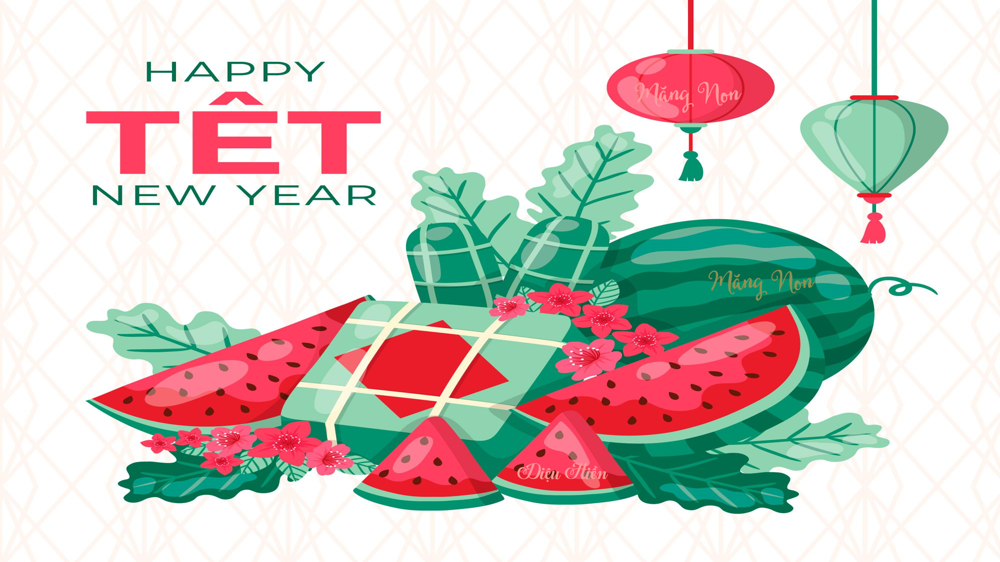 HAPPY
TÊT
NEW YEAR
Măng Non
Măng Non
Diệu Hiền